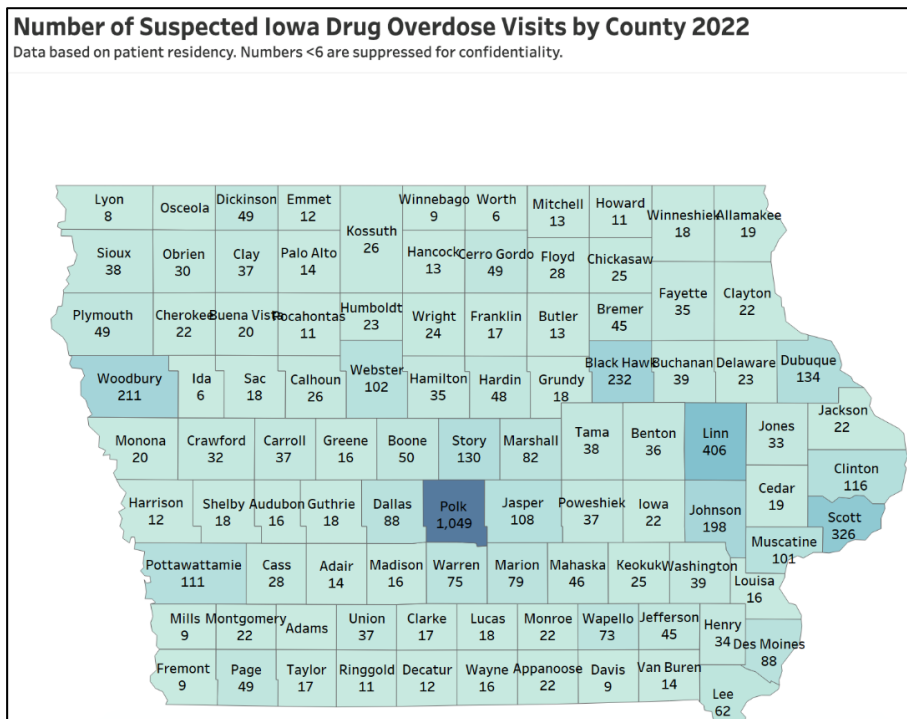 Number of Suspected Iowa Drug Overdose Visits by County 2022
Data based on patient residency. Numbers <6 are suppressed for confidentiality.
Lyon
8
Osceola
Dickinson
49
Emmet
12
Kossuth
26
Winnebago
9
Worth
6
Mitchell
13
Howard
11
Winneshiek
18
Allamakee
19
Sioux
38
Obrien
30
Clay
37
Palo Alto
14
Hancock
13
Cerro Gordo
49
Floyd
28
Chickasaw
25
Plymouth
49
Cherokee
22
Buena Vista
20
Pocahontas
11
Humboldt
23
Wright
24
Franklin
17
Butler
13
Bremer
45
Fayette
35
Clayton
22
Woodbury
211
Ida
6
Sac
18
Calhoun
26
Webster
102
Hamilton
35
Hardin
48
Grundy
18
Black Hawk
232
Buchanan
39
Delaware
23
Dubuque
134
Monona
20
Crawford
32
Carroll
37
Greene
16
Boone
50
Story
130
Marshall
82
Tama
38
Benton
36
Linn
406
Jones
33
Jackson
22
Harrison
12
Shelby
18
Audubon
16
Guthrie
18
Dallas
88
Polk
1,049
Jasper
108
Poweshiek
37
Iowa
22
Johnson
198
Cedar
19
Clinton
116
Scott
326
Muscatine
101
Pottawattamie
111
Cass
28
Adair
14
Madison
16
Warren
75
Marion
79
Mahaska
46
Keokuk
25
Washington
39
Louisa
16
Mills
9
Montgomery
22
Adams
Union
37
Clarke
17
Lucas
18
Monroe
22
Wapello
73
Jefferson
45
Henry
34
Des Moines
88
Fremont
9
Page
49
Taylor
17
Ringgold
11
Decatur
12
Wayne
16
Appanoose
22
Davis
9
Van Buren
14
Lee
62